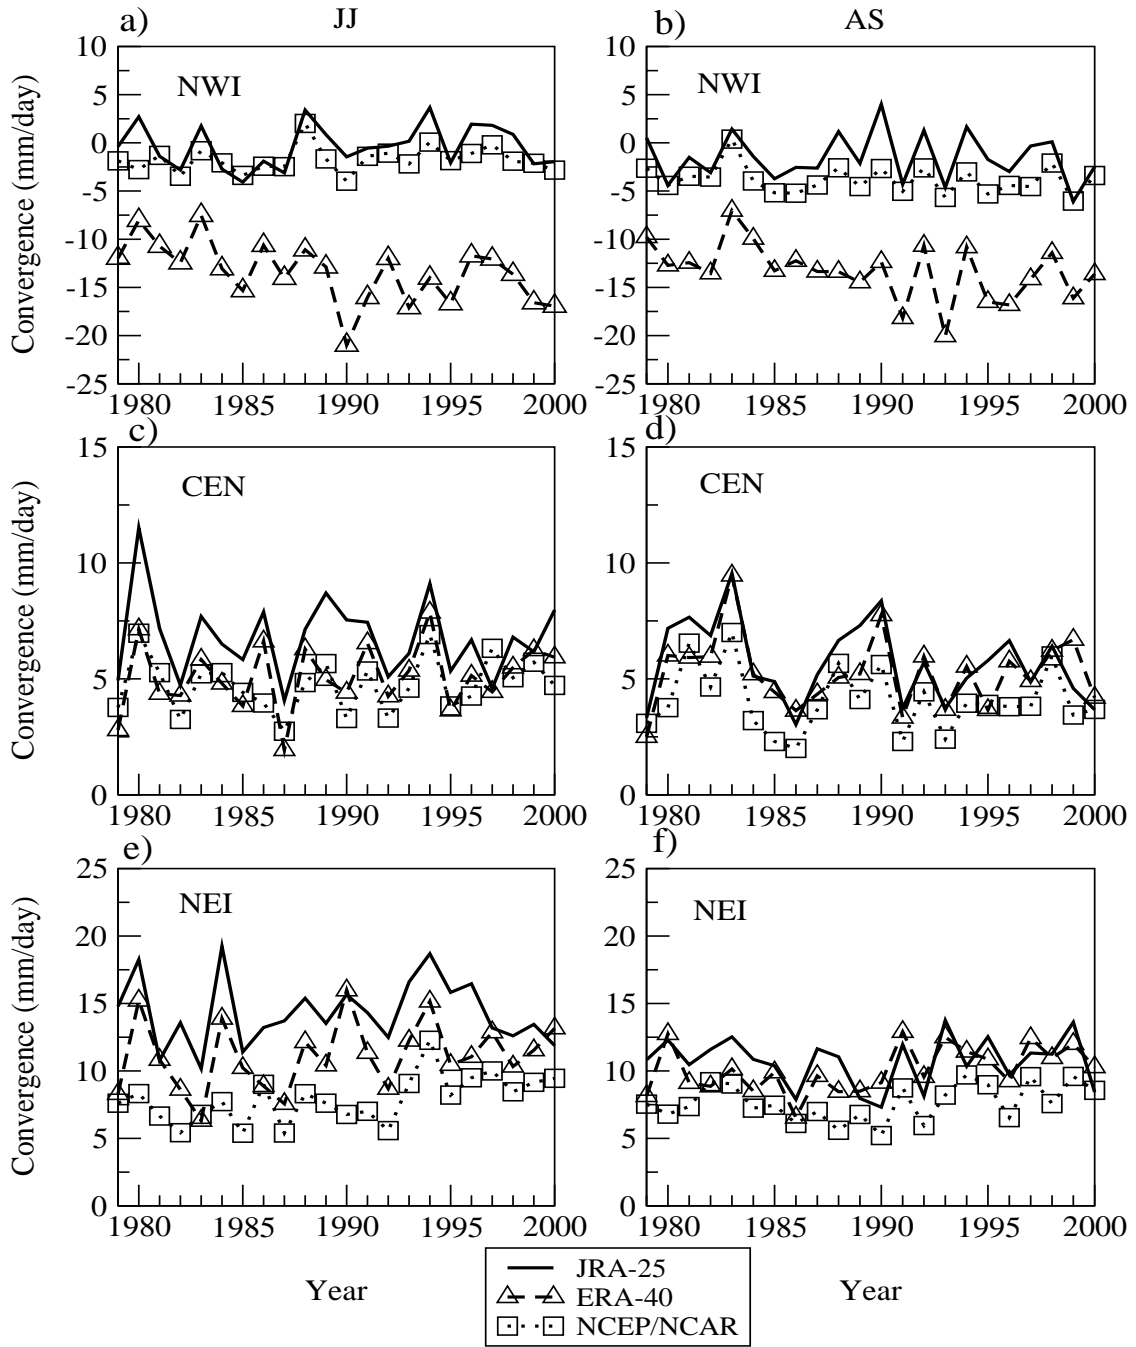 a) JJ b) AS
10 10
NWI NWI
5 5
0 0
-5 -5
-10 -10
-15 -15
-20 -20
-25 -25
Convergence (mm/day)
1980 1985 1990 1995 2000 1980 1985 1990 1995 2000
c) d)
15 15
CEN CEN
10 10
5 5
0 0
Convergence (mm/day)
1980 1985 1990 1995 2000 1980 1985 1990 1995 2000
e) f)
25 25
NEI NEI
20 20
15 15
10 10
5 5
0 0
Convergence (mm/day)
1980 1985 1990 1995 2000 1980 1985 1990 1995 2000
Year Year
JRA-25
ERA-40
NCEP/NCAR